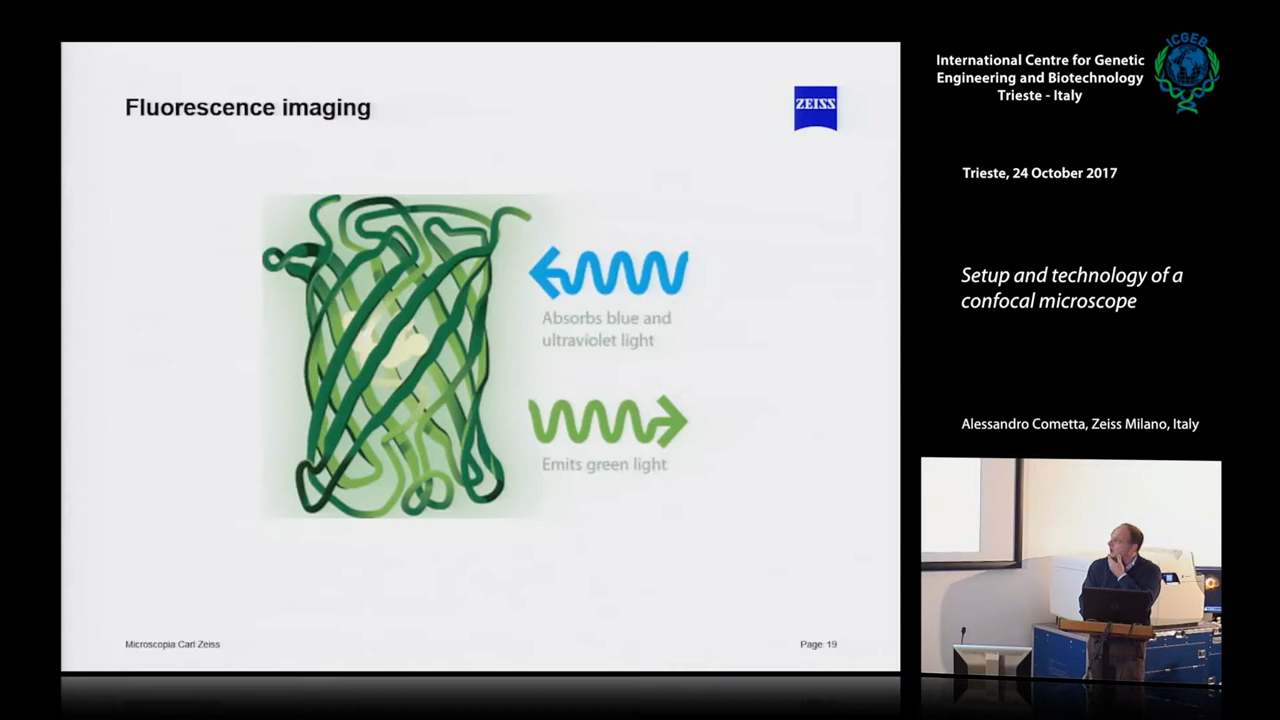 Fluorescence imaging
ZEISS
Absorbs blue and
ultraviolet light
Emits green light
Microscopia Carl Zeiss
Page 19
International Centre for Genetic
Engineering and Biotechnology
Trieste - Italy
ICGEB
Trieste, 24 October 2017
Setup and technology of a
confocal microscope
Alessandro Cometta, Zeiss Milano, Italy